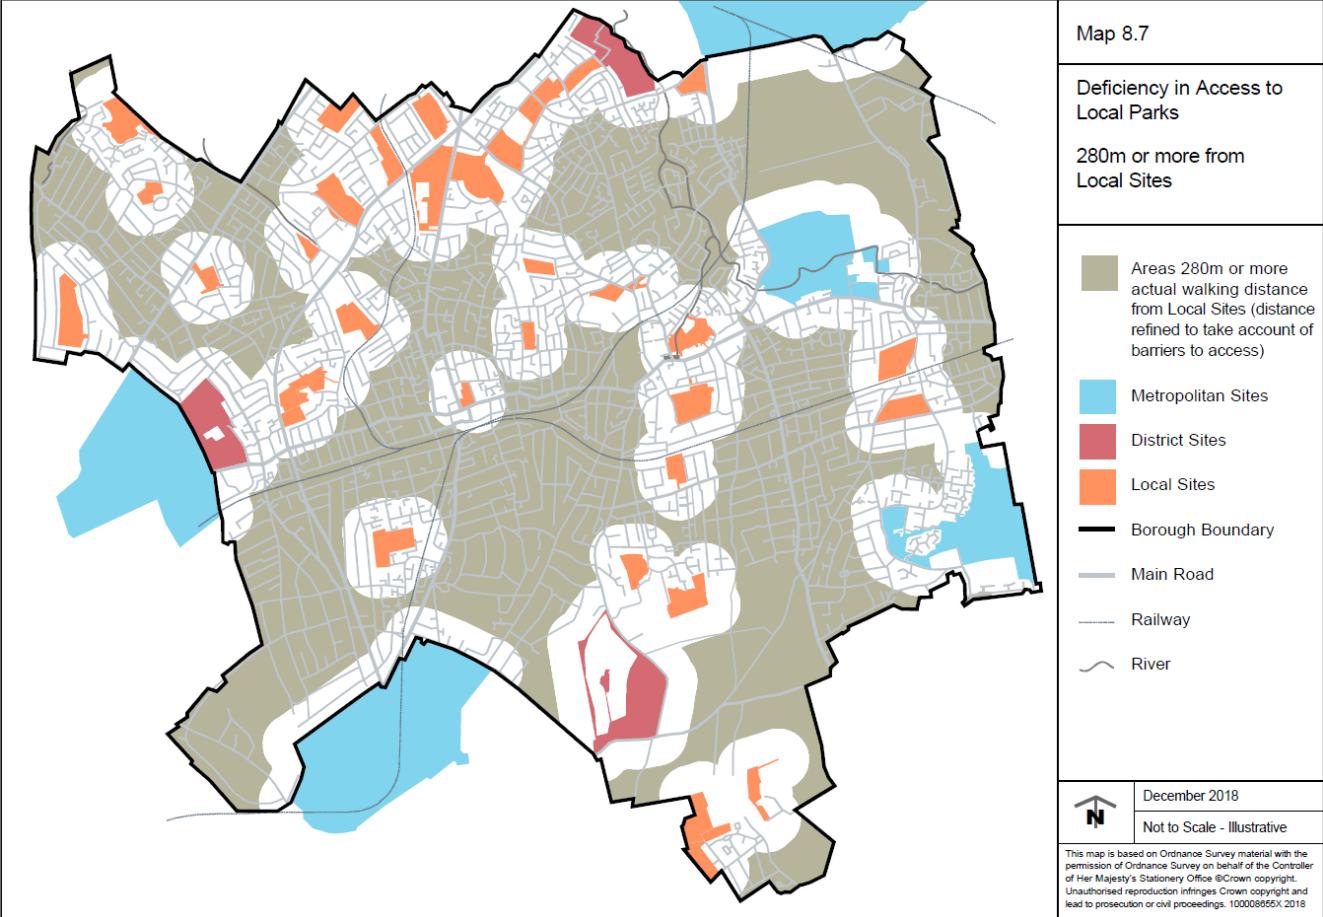 Map 8.7
Deficiency in Access to
Local Parks
280m or more from
Local Sites
Areas 280m or more
actual walking distance
from Local Sites (distance
refined to take account of
barriers to access)
Metropolitan Sites
District Sites
Local Sites
Borough Boundary
Main Road
Railway
River
N
December 2018
Not to Scale - Illustrative
This map is based on Ordnance Survey material with the
permission of Ordnance Survey on behalf of the Controller
of Her Majesty's Stationery Office ©Crown copyright.
Unauthorised reproduction infringes Crown copyright and
lead to prosecution or civil proceedings. 100008655X 2018